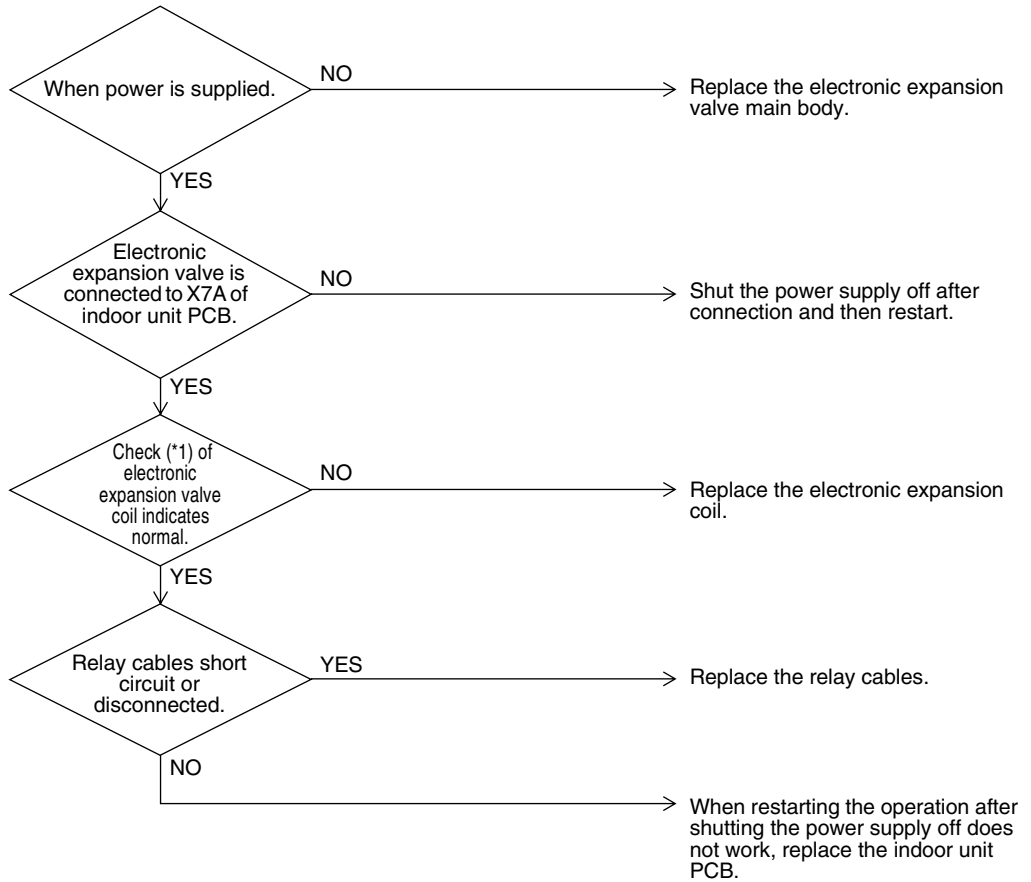 When power is supplied.
NO
Replace the electronic expansion
valve main body.
YES
Electronic
expansion valve is
connected to X7A of
indoor unit PCB.
NO
Shut the power supply off after
connection and then restart.
YES
Check (*1) of
electronic
expansion valve
coil indicates
normal.
NO
Replace the electronic expansion
coil.
YES
Relay cables short
circuit or
disconnected.
YES
Replace the relay cables.
NO
When restarting the operation after
shutting the power supply off does
not work, replace the indoor unit
PCB.